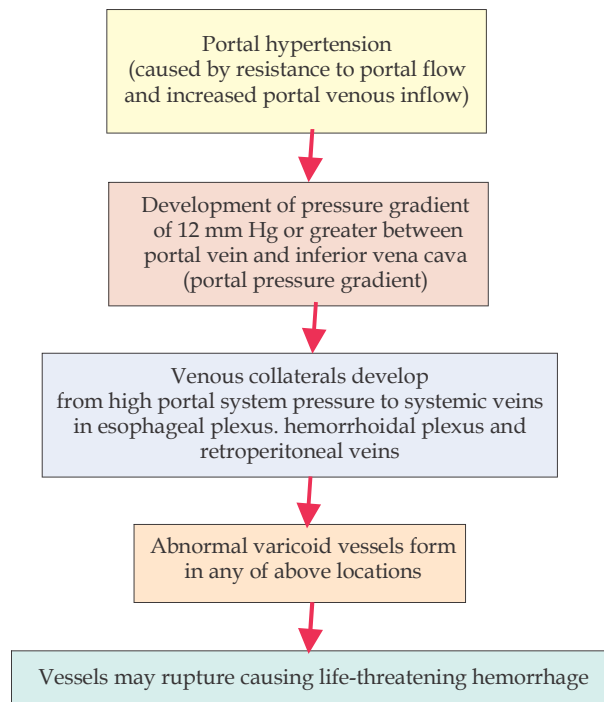 Portal hypertension
(caused by resistance to portal flow
and increased portal venous inflow)
Development of pressure gradient
of 12 mm Hg or greater between
portal vein and inferior vena cava
(portal pressure gradient)
Venous collaterals develop
from high portal system pressure to systemic veins
in esophageal plexus. hemorrhoidal plexus and
retroperitoneal veins
Abnormal varicoid vessels form
in any of above locations
Vessels may rupture causing life-threatening hemorrhage